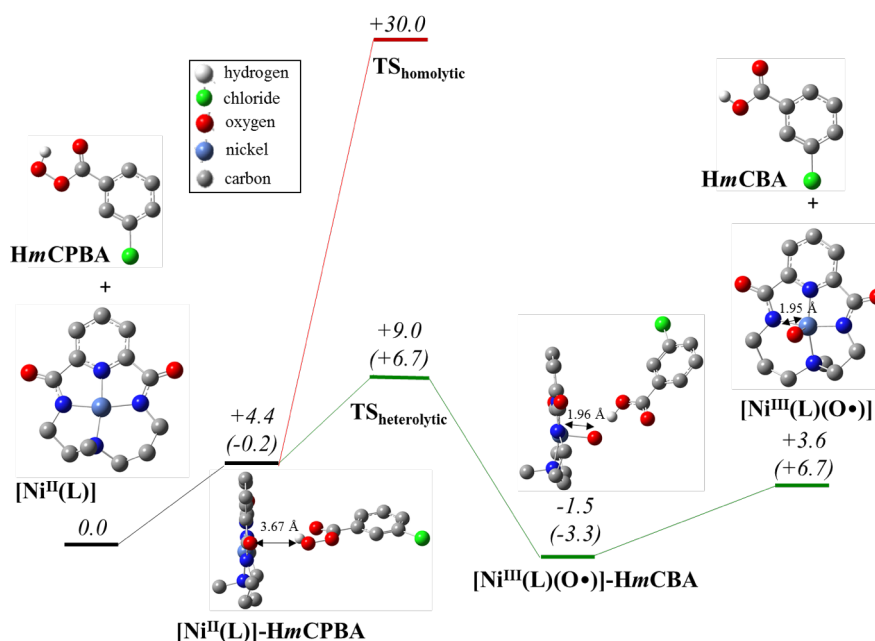 +30.0
TShomolytic
hydrogen
chloride
oxygen
nickel
carbon
HmCPBA
+
[NiII(L)]
0.0
+4.4
(-0.2)
3.67 Å
[NiII(L)]-HmCPBA
+9.0
(+6.7)
TSheterolytic
1.96 Å
-1.5
(-3.3)
[NiIII(L)(O•)]-HmCBA
HmCBA
+
1.95 Å
[NiIII(L)(O•)]
+3.6
(+6.7)